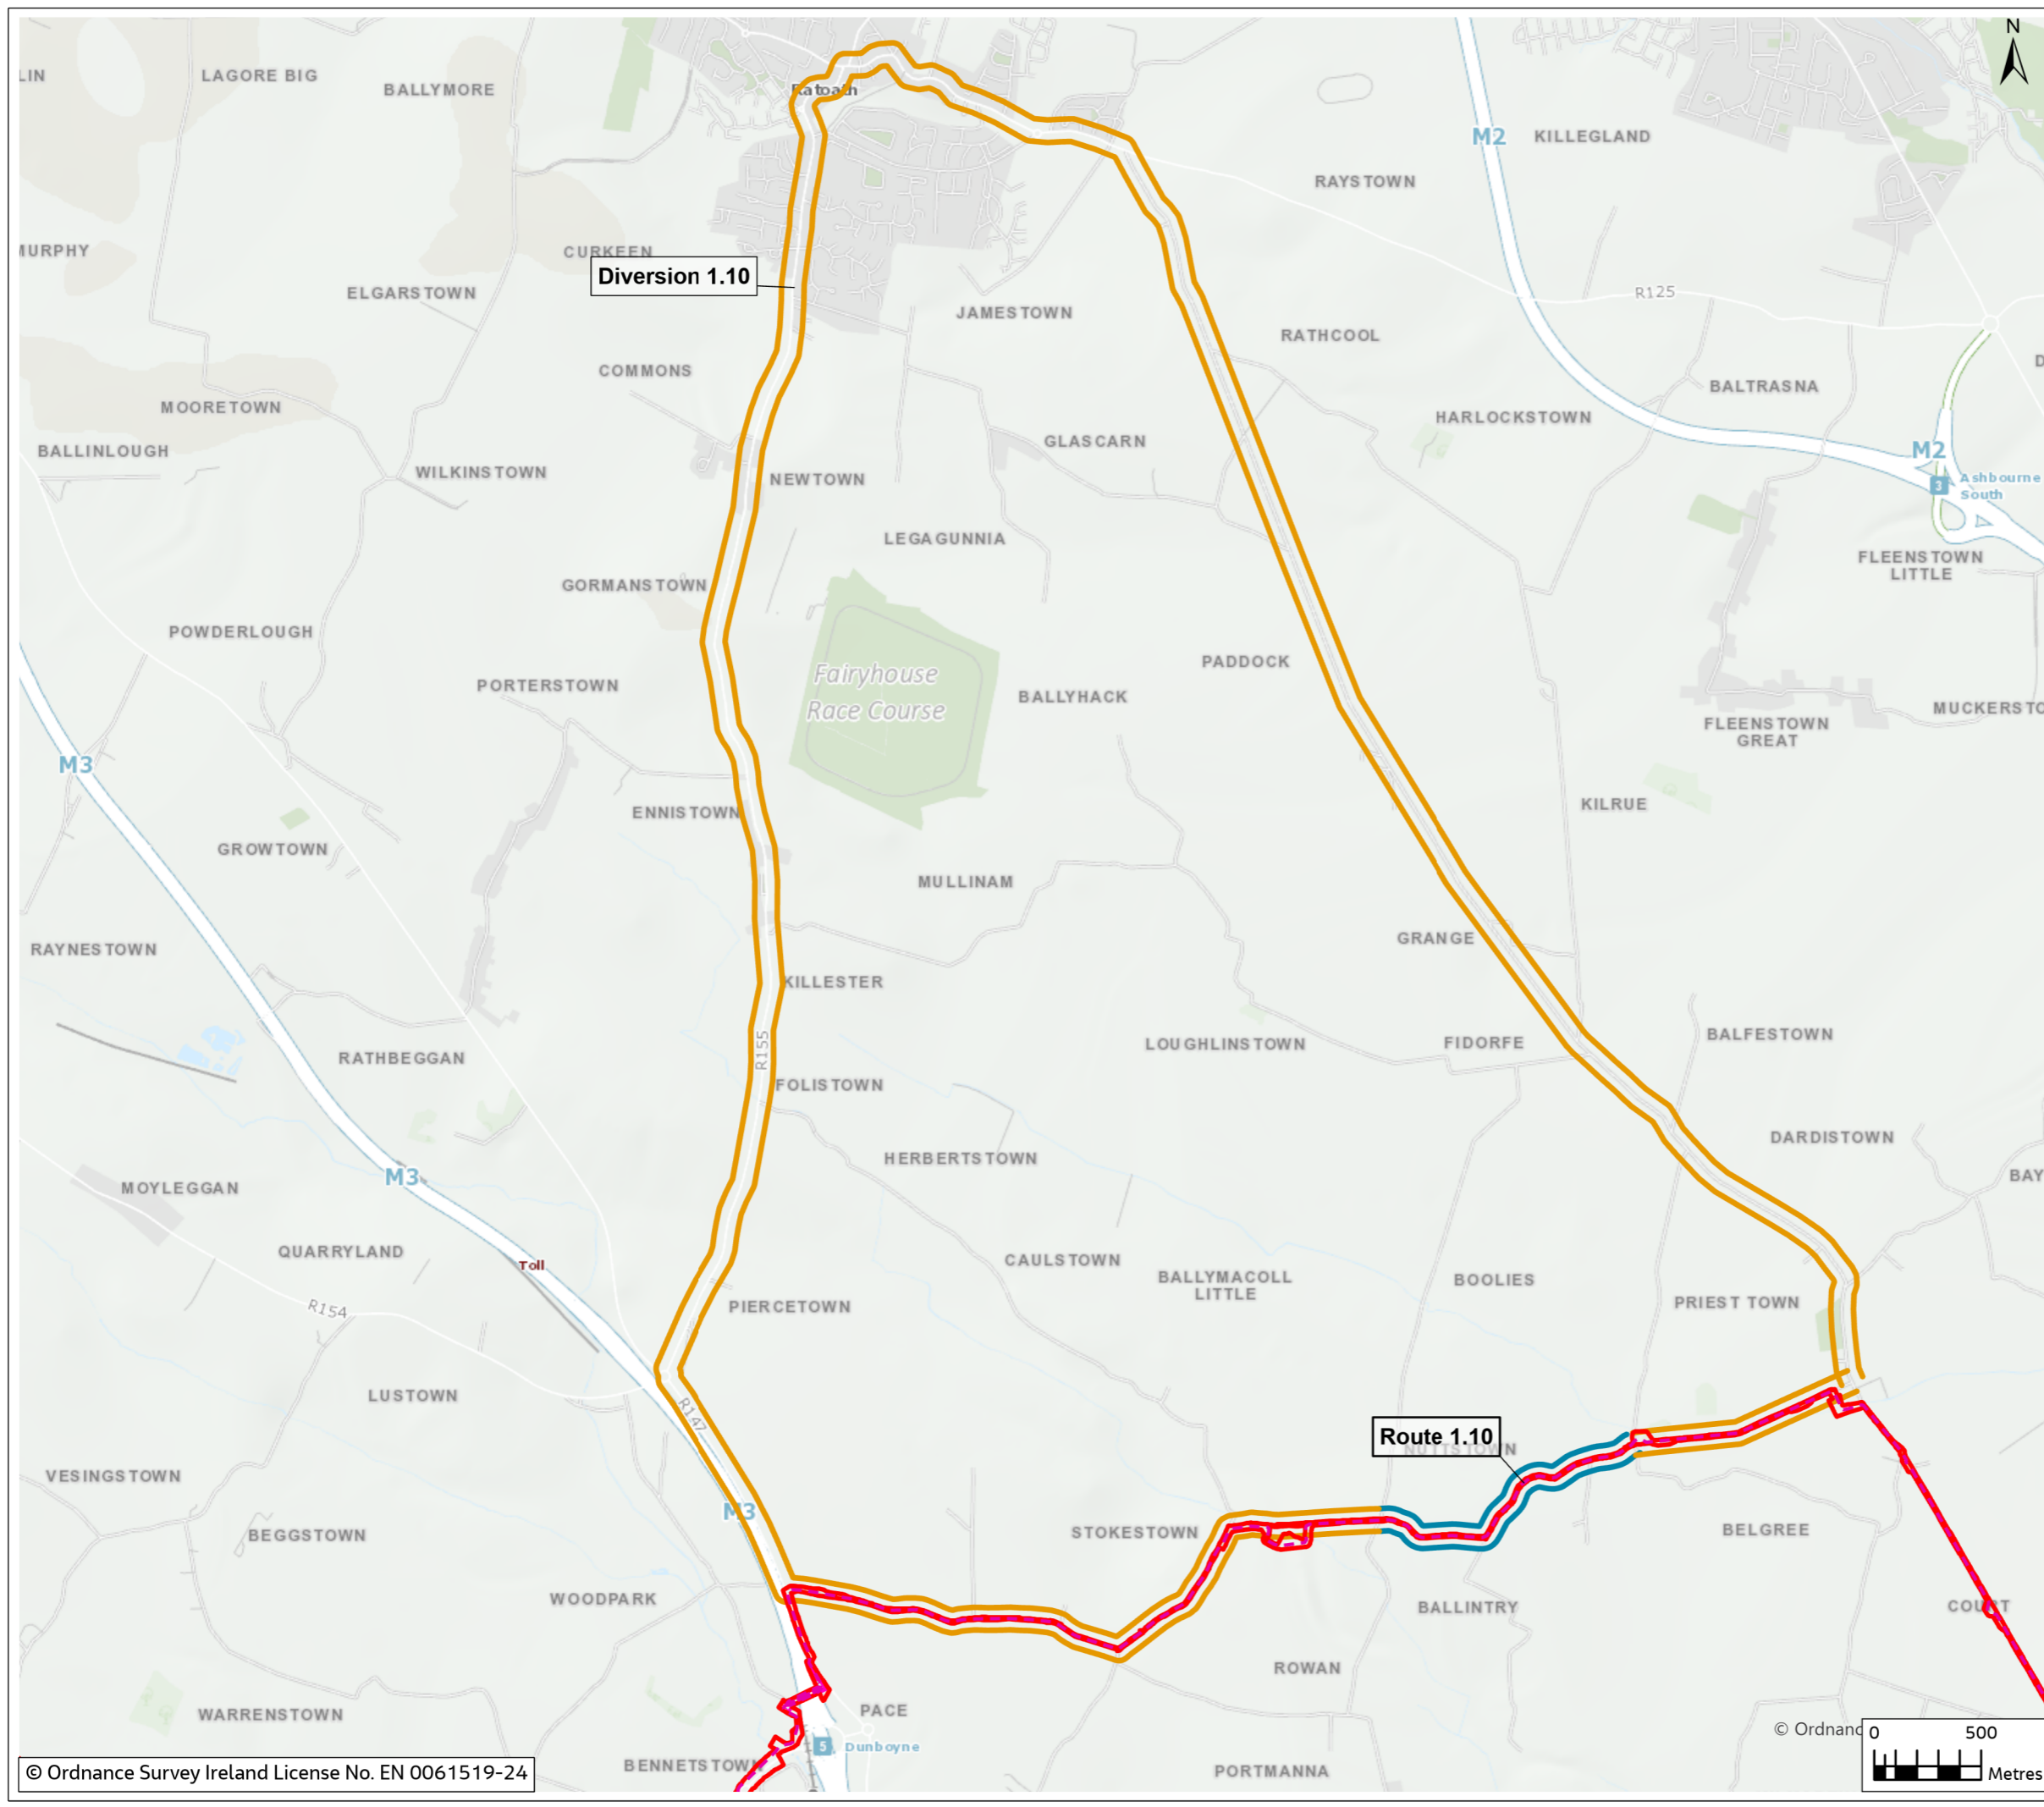 N
LIN
LAGORE BIG
BALLYMORE
Ratoath
M2
KILLEGLAND
RAYSTOWN
MURPHY
CURKEEN
Diversion 1.10
ELGARSTOWN
JAMESTOWN
R125
RATHCOOL
COMMONS
BALTRASNA
MOORETOWN
HARLOCKSTOWN
BALLINLOUGH
GLASCARN
M2
WILKINSTOWN
NEWTOWN
3
Ashbourne
South
LEGAGUNNIA
FLEENSTOWN
LITTLE
GORMANSTOWN
POWDERLOUGH
Fairyhouse
Race Course
PADDOCK
PORTERSTOWN
BALLYHACK
MUCKERSTO
FLEENSTOWN
GREAT
M3
KILRUE
ENNISTOWN
GROWTOWN
MULLINAM
GRANGE
RAYNESTOWN
KILLESTER
R155
BALFESTOWN
LOUGHLINSTOWN
FIDORFE
RATHBEGGAN
FOLISTOWN
DARDISTOWN
HERBERTSTOWN
M3
BAY
MOYLEGGAN
QUARRYLAND
Toll
CAULSTOWN
BALLYMACOLL
LITTLE
BOOLIES
PRIEST TOWN
R154
PIERCETOWN
LUSTOWN
R147
Route 1.10
NUTTSTOWN
VESINGSTOWN
M3
BEGGSTOWN
STOKESTOWN
BELGREE
WOODPARK
BALLINTRY
COURT
ROWAN
WARRENSTOWN
PACE
© Ordnanc
0
500
5
Dunboyne
BENNETSTOWN
PORTMANNA
Metres
© Ordnance Survey Ireland License No. EN 0061519-24